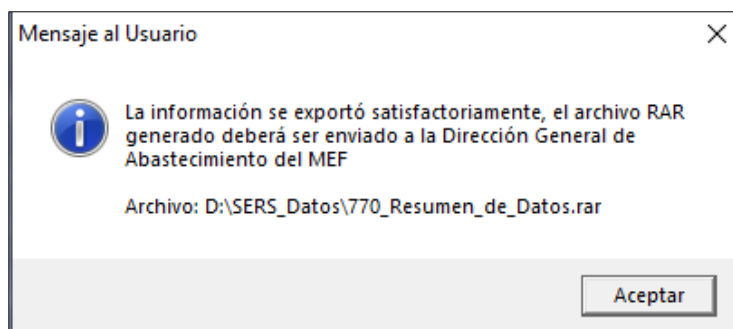 Mensaje al Usuario
La información se exportó satisfactoriamente, el archivo RAR
generado deberá ser enviado a la Dirección General de
Abastecimiento del MEF
Archivo: D:\SERS_Datos\770_Resumen_de_Datos.rar
Aceptar